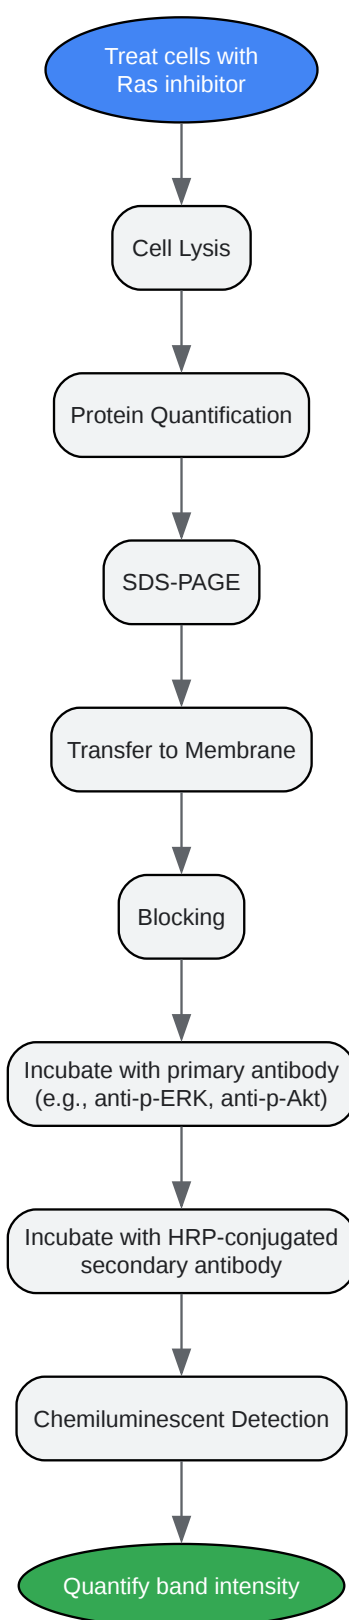 Treat cells with
Ras inhibitor
Cell Lysis
Protein Quantification
SDS-PAGE
Transfer to Membrane
Blocking
Incubate with primary antibody
(e.g., anti-p-ERK, anti-p-Akt)
Incubate with HRP-conjugated
secondary antibody
Chemiluminescent Detection
Quantify band intensity